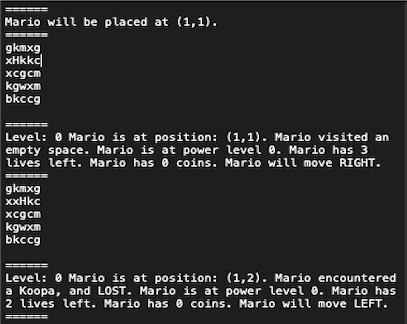 ======
Mario will be placed at (1,1).
======
gkmxg
xHkkc
xcgcm
kgwxm
bkccg
======
Level: 0 Mario is at position: (1,1). Mario visited an
empty space. Mario is at power level 0. Mario has 3
lives left. Mario has 0 coins. Mario will move RIGHT.
======
gkmxg
xxHkc
xcgcm
kgwxm
bkccg
======
Level: 0 Mario is at position: (1,2). Mario encountered
a Koopa, and LOST. Mario is at power level 0. Mario has
2 lives left. Mario has 0 coins. Mario will move LEFT.
======